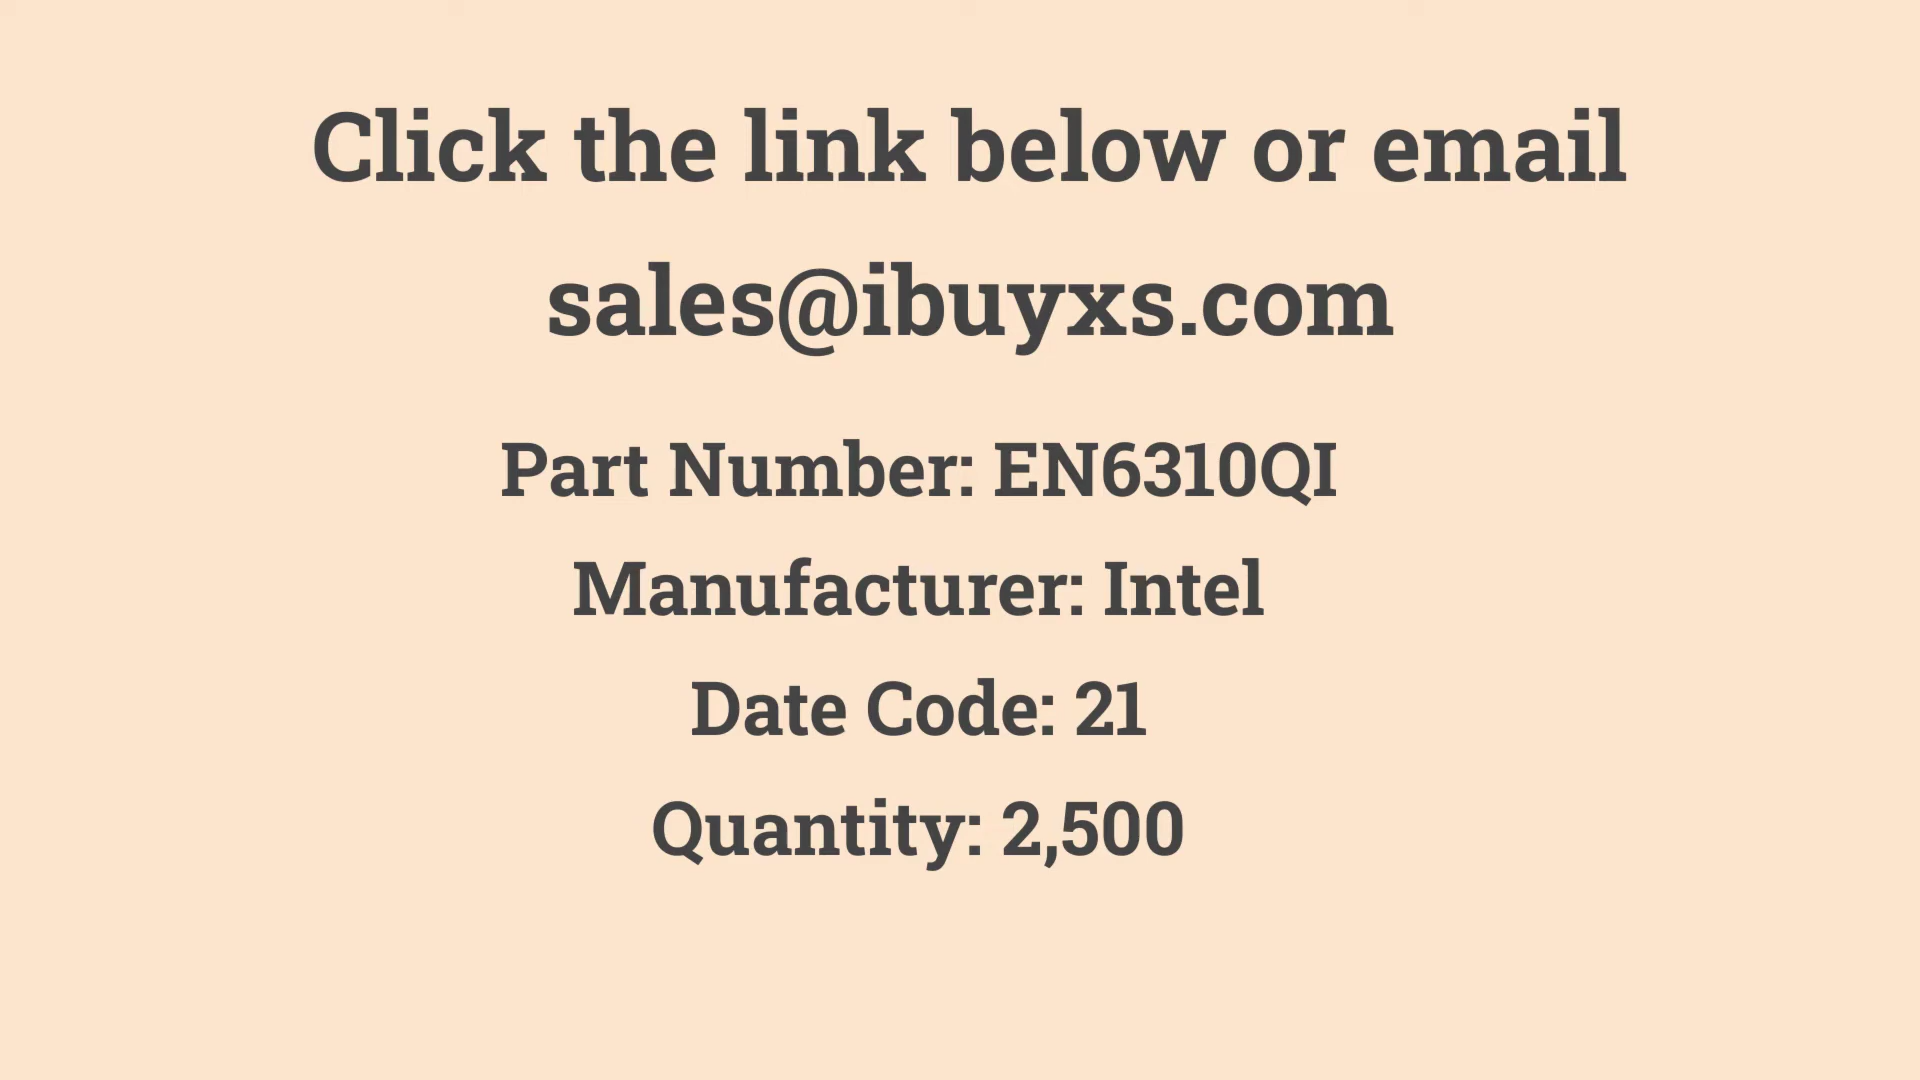 Click the link below or email
sales@ibuyxs.com
Part Number: EN6310QI
Manufacturer: Intel
Date Code: 21
Quantity: 2,500